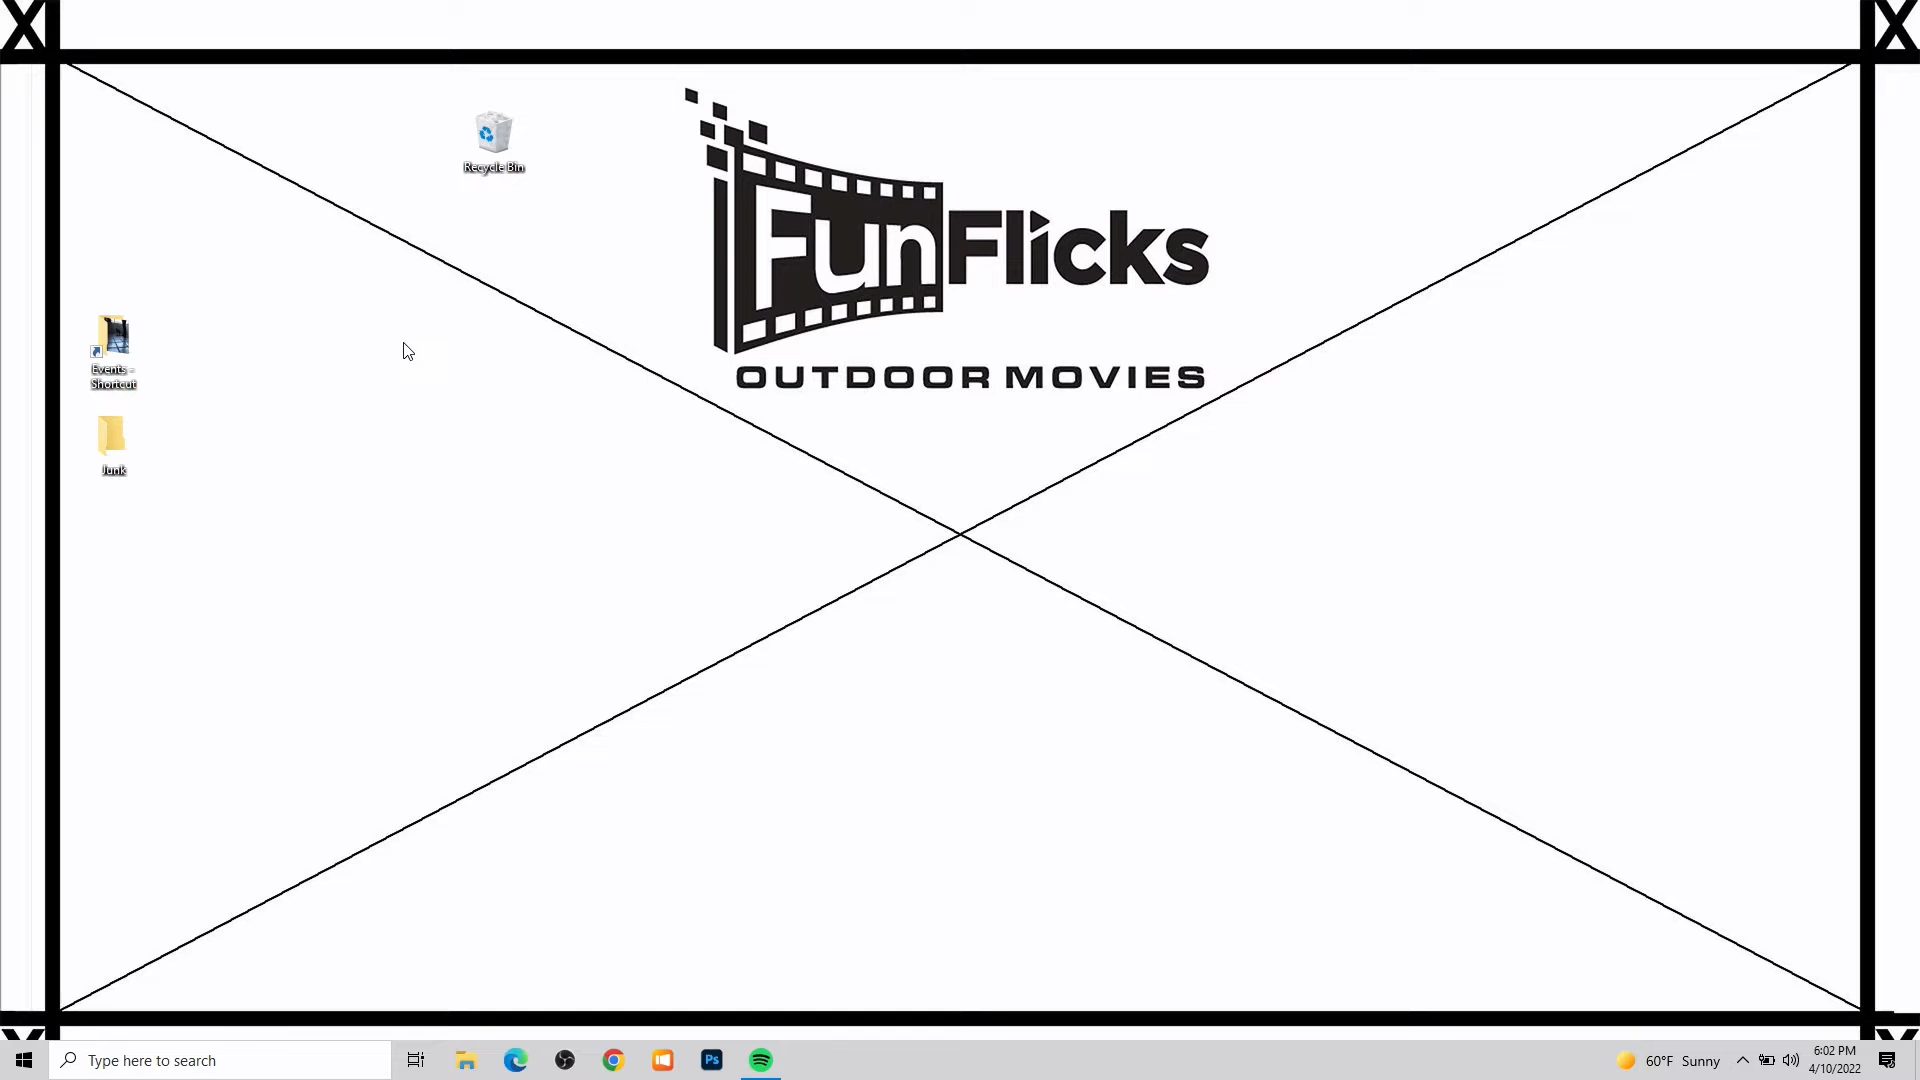 X
X
Recycle Bin
FunFlicks
OUTDOOR MOVIES
Events -
Shortcut
Junk
Type here to search
Ps
60°F Sunny
6:02 PM
4/10/2022